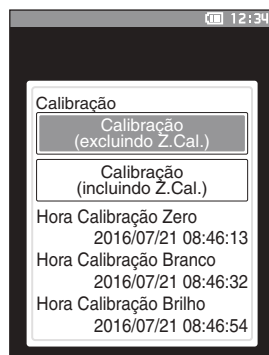 12:34
Calibração
Calibração
(excluindo Z.Cal.)
Calibração
(incluindo Z.Cal.)
Hora Calibração Zero
2016/07/21 08:46:13
Hora Calibração Branco
2016/07/21 08:46:32
Hora Calibração Brilho
2016/07/21 08:46:54